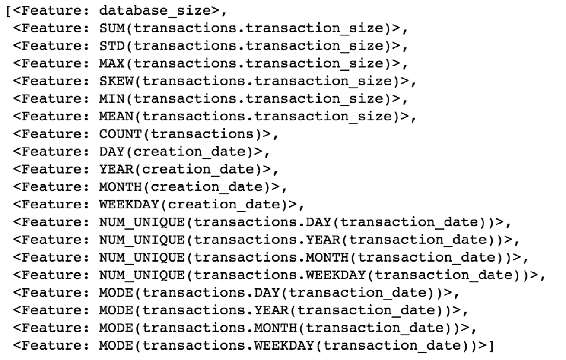 [<Feature: database_size>,
<Feature: SUM(transactions.transaction_size)>,
<Feature: STD(transactions.transaction_size)>,
<Feature: MAX(transactions.transaction_size)>,
<Feature: SKEW(transactions.transaction_size)>,
<Feature: MIN(transactions.transaction_size)>,
<Feature: MEAN(transactions.transaction_size)>,
<Feature: COUNT(transactions)>,
<Feature: DAY(creation_date)>,
<Feature: YEAR(creation_date)>,
<Feature: MONTH(creation_date)>,
<Feature: WEEKDAY(creation_date)>,
<Feature: NUM_UNIQUE(transactions.DAY(transaction_date))>,
<Feature: NUM_UNIQUE(transactions.YEAR(transaction_date))>,
<Feature: NUM_UNIQUE(transactions.MONTH(transaction_date))>,
<Feature: NUM_UNIQUE(transactions.WEEKDAY(transaction_date))>,
<Feature: MODE(transactions.DAY(transaction_date))>,
<Feature: MODE(transactions.YEAR(transaction_date))>,
<Feature: MODE(transactions.MONTH(transaction_date))>,
<Feature: MODE(transactions.WEEKDAY(transaction_date))>]